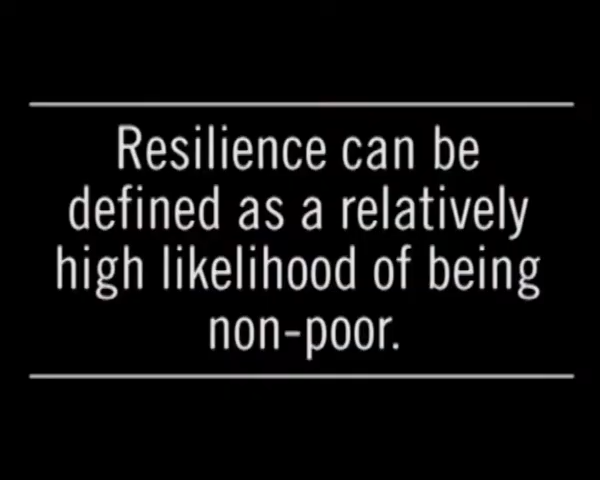 Resilience can be
defined as a relatively
high likelihood of being
non-poor.